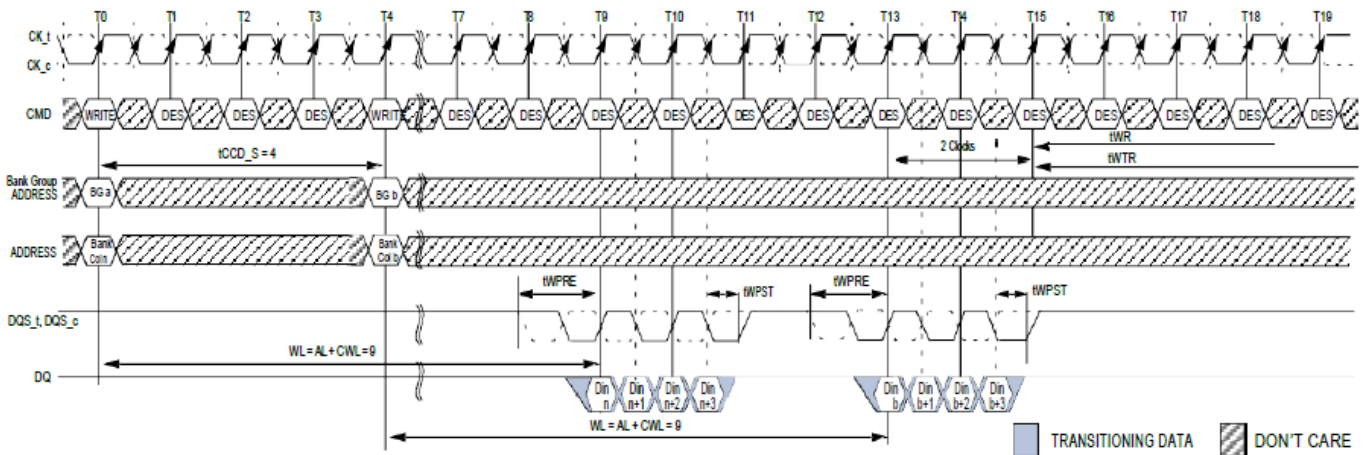 T0 T1 T2 T3 T4 T7 T8 T9 T10 T11 T12 T13 T14 T15 T16 T17 T18 T19
CK_t
CK_c
CMD WRITE DES DES DES WRITE DES DES DES DES DES DES DES DES DES DES DES DES DES
tCCD_S = 4 2 Clocks tWR
tWTR
Bank Group
ADDRESS BG a BG b
ADDRESS Bank Col n Bank Col b
tWPRE tWPST tWPRE tWPST
DQS_t, DQS_c
WL = AL + CWL = 9
DQ Din n Din n+1 Din n+2 Din n+3 Din b Din b+1 Din b+2 Din b+3
WL = AL + CWL = 9
TRANSITIONING DATA DON'T CARE